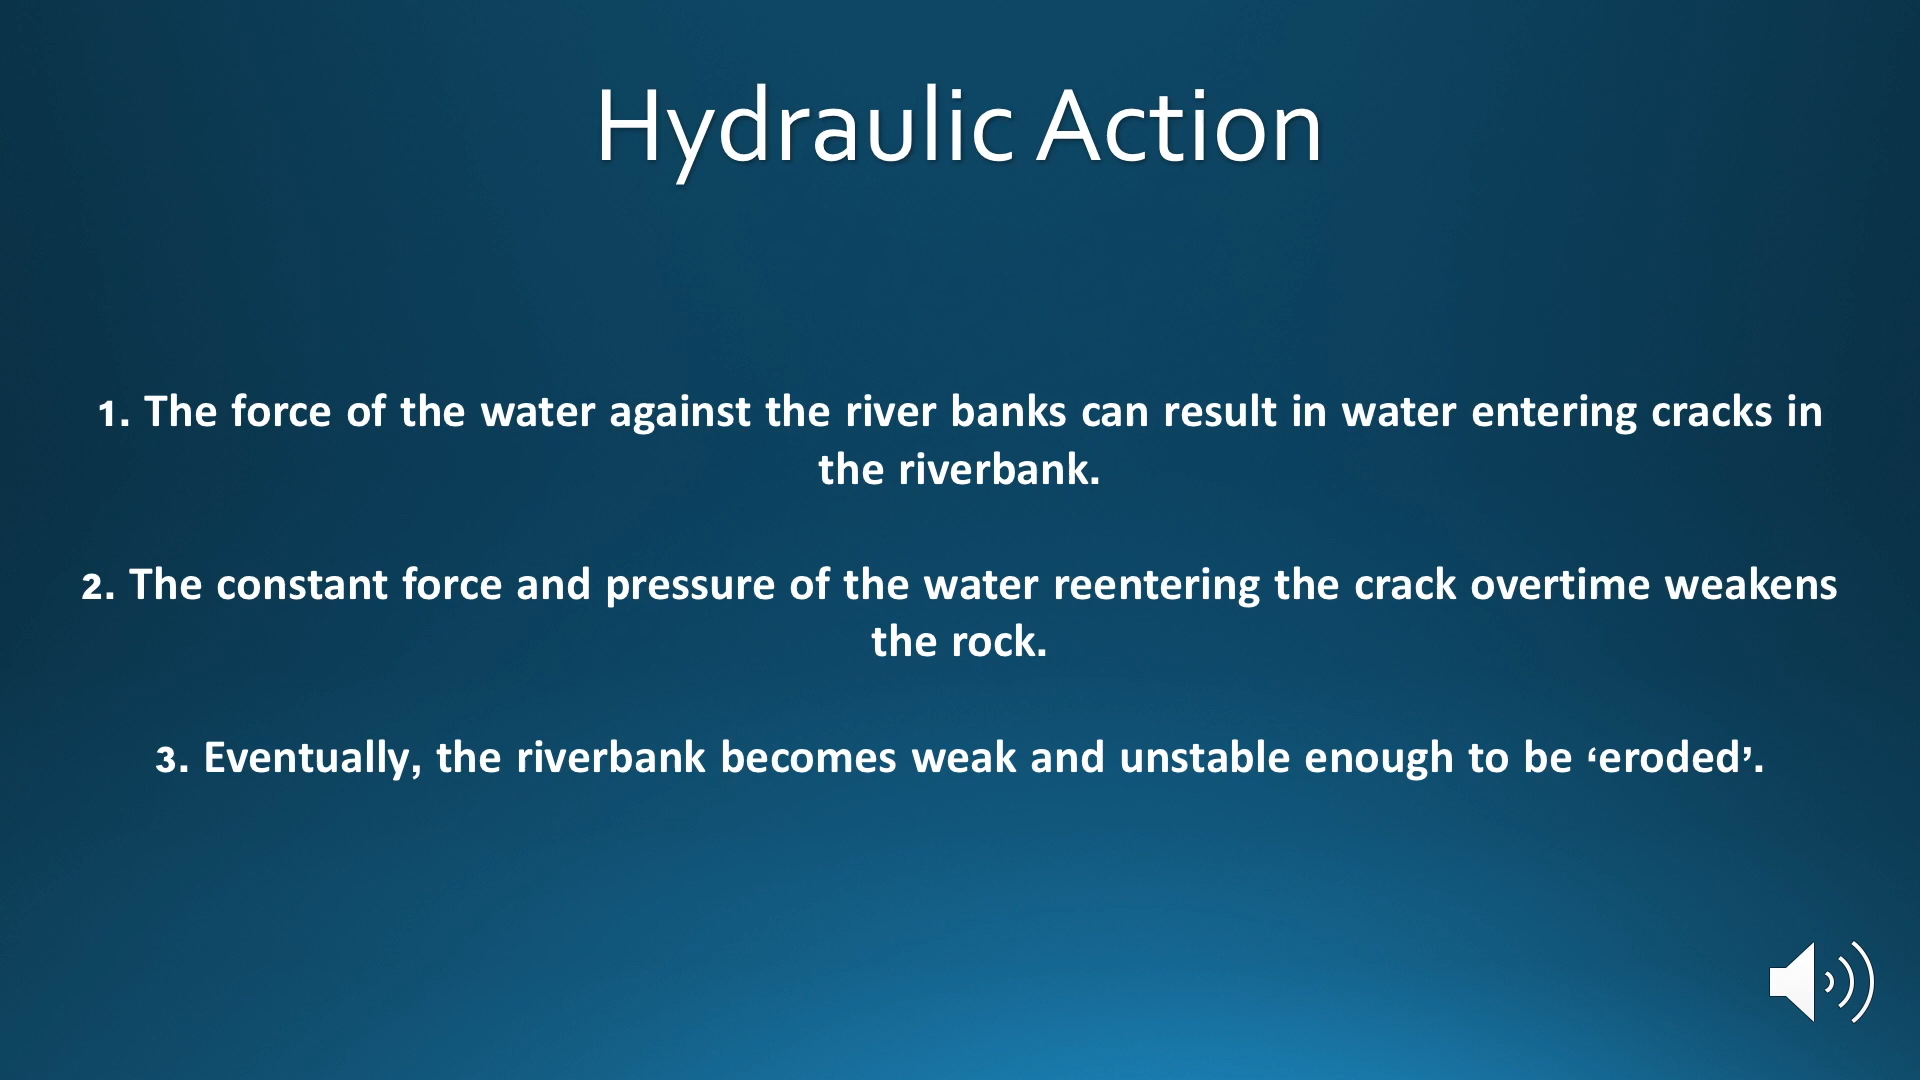 Hydraulic Action
1. The force of the water against the river banks can result in water entering cracks in
the riverbank.
2. The constant force and pressure of the water reentering the crack overtime weakens
the rock.
3. Eventually, the riverbank becomes weak and unstable enough to be ‘eroded’.